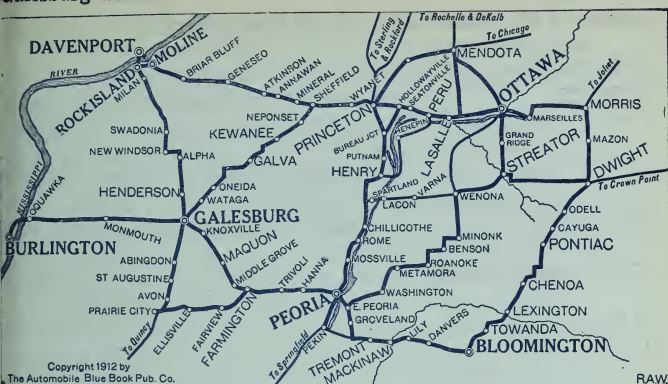 To Rochelle & DeKalb
To Sterling
& Rockford
To Chicago
DAVENPORT
MOLINE
MENDOTA
RIVER
ROCK ISLAND
MILAN
BRIAR BLUFF
GENESEO
ATKINSON
ANNAWAN
MINERAL
SHEFFIELD
WYANET
HOLLOWAYVILLE
SEATONVILLE
PERU
OTTAWA
To Joliet
MORRIS
MARSEILLES
SWADONIA
NEPONSET
KEWANEE
PRINCETON
HENNEPIN
LASALLE
GRAND
RIDGE
STREATOR
MAZON
NEW WINDSOR
ALPHA
GALVA
BUREAU JCT
PUTNAM
HENRY
DWIGHT
To Crown Point
MISSISSIPPI
OQUAWKA
HENDERSON
ONEIDA
WATAGA
SPARTLAND
LACON
VARNA
WENONA
ODELL
GALESBURG
BURLINGTON
MONMOUTH
KNOXVILLE
CHILLICOTHE
ROME
MINONK
CAYUGA
PONTIAC
ABINGDON
MAQUON
MIDDLE GROVE
MOSSVILLE
BENSON
ROANOKE
METAMORA
ST AUGUSTINE
TRIVOLI
HANNA
WASHINGTON
CHENOA
AVON
PRAIRIE CITY
ELLISVILLE
FAIRVIEW
FARMINGTON
PEORIA
E. PEORIA
GROVELAND
LEXINGTON
To Quincy
To Springfield
PEKIN
TREMONT
MACKINAW
LILY
DANVERS
TOWANDA
BLOOMINGTON
Copyright 1912 by
The Automobile Blue Book Pub. Co.
RAW